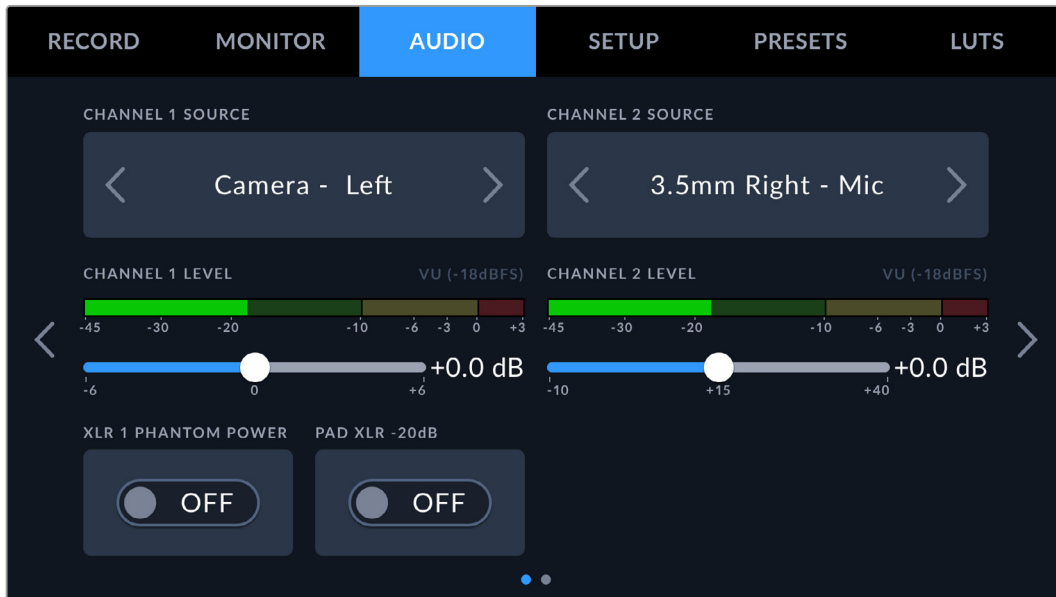 RECORD MONITOR AUDIO SETUP PRESETS LUTS
CHANNEL 1 SOURCE CHANNEL 2 SOURCE
Camera - Left 3.5mm Right - Mic
CHANNEL 1 LEVEL VU (-18dBFS) CHANNEL 2 LEVEL VU (-18dBFS)
-45 -30 -20 -10 -6 -3 0 +3 -45 -30 -20 -10 -6 -3 0 +3
+0.0 dB +0.0 dB
-6 0 +6 -10 +15 +40
XLR 1 PHANTOM POWER PAD XLR -20dB
OFF OFF